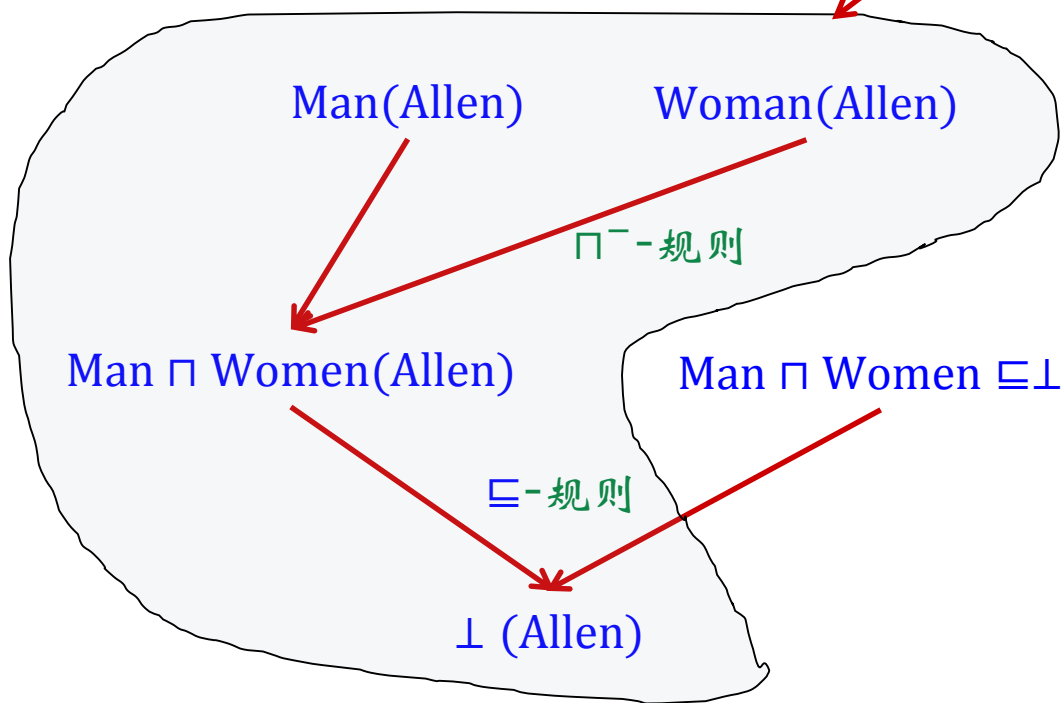 Man(Allen) Woman(Allen)
⊓⁻-规则
Man ⊓ Women(Allen) Man ⊓ Women ⊑⊥
⊑-规则
⊥ (Allen)